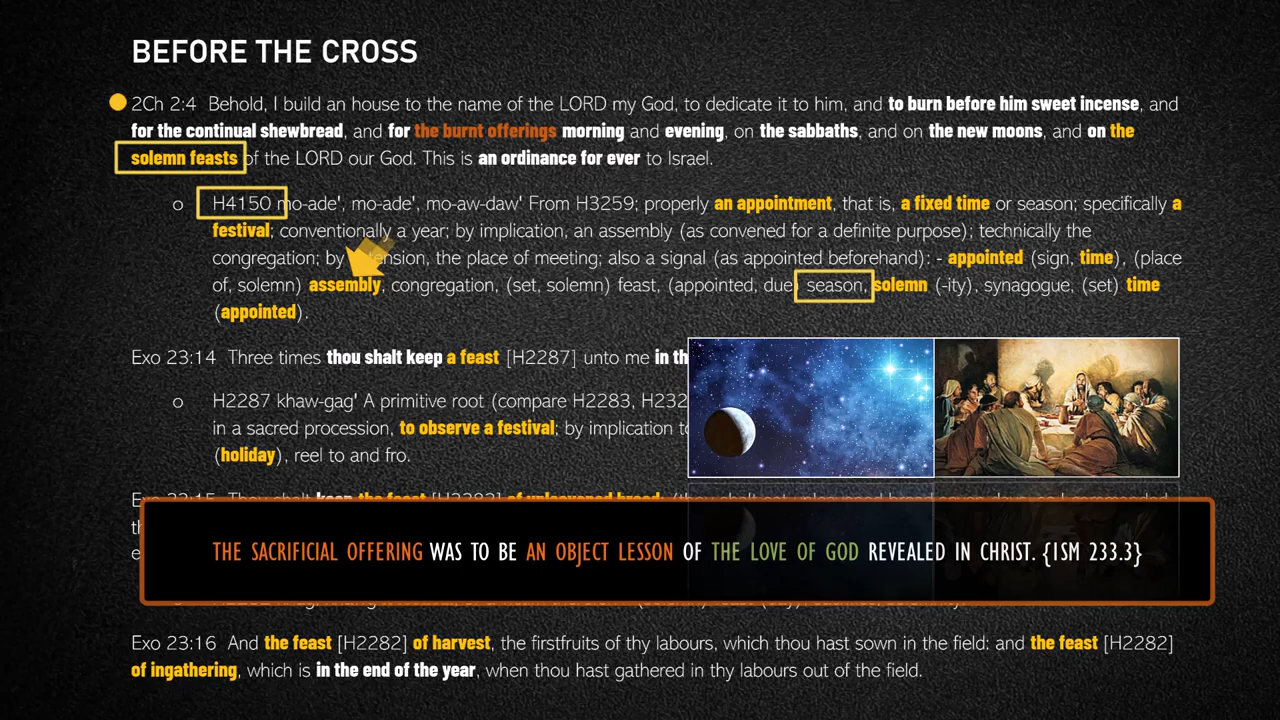 BEFORE THE CROSS
2Ch 2:4 Behold, I build an house to the name of the LORD my God, to dedicate it to him, and to burn before him sweet incense, and
for the continual shewbread, and for the burnt offerings morning and evening, on the sabbaths, and on the new moons, and on the
solemn feasts of the LORD our God. This is an ordinance for ever to Israel.
o H4150 mo-ade', mo-ade', mo-aw-daw' From H3259; properly an appointment, that is, a fixed time or season; specifically a
festival; conventionally a year; by implication, an assembly (as convened for a definite purpose); technically the
congregation; by the place of meeting; also a signal (as appointed beforehand): - appointed (sign, time), (place
of, solemn) assembly, congregation, (set, solemn) feast, (appointed, due) season, solemn (-ity), synagogue, (set) time
(appointed).
Exo 23:14 Three times thou shalt keep a feast [H2287] unto me in
o H2287 khaw-gag' A primitive root (compare H2283,
in a sacred procession, to observe a festival; by implication
(holiday), reel to and fro.
THE SACRIFICIAL OFFERING WAS TO BE AN OBJECT LESSON OF THE LOVE OF GOD REVEALED IN CHRIST. {1SM 233.3}
Exo 23:16 And the feast [H2282] of harvest, the firstfruits of thy labours, which thou hast sown in the field: and the feast [H2282]
of ingathering, which is in the end of the year, when thou hast gathered in thy labours out of the field.